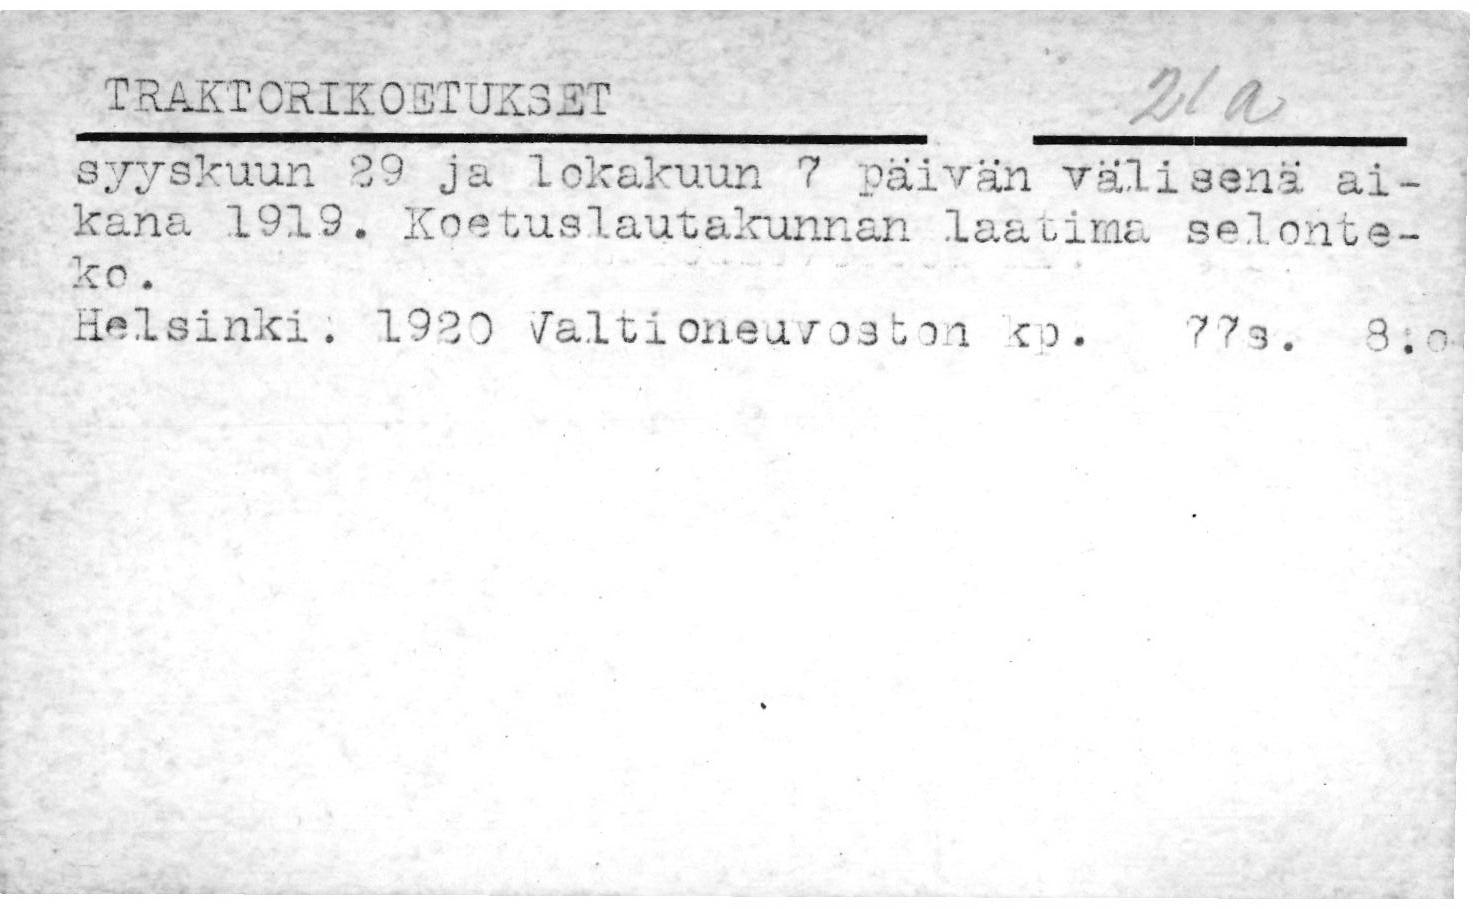 TRAKTORIKOETUKSET 21 a
syyskuun 29 ja lokakuun 7 päivän välisenä ai-
kana 1919. Koetuslautakunnan laatima selonte-
ko.
Helsinki. 1920 Valtioneuvoston kp. 77s. 8:o